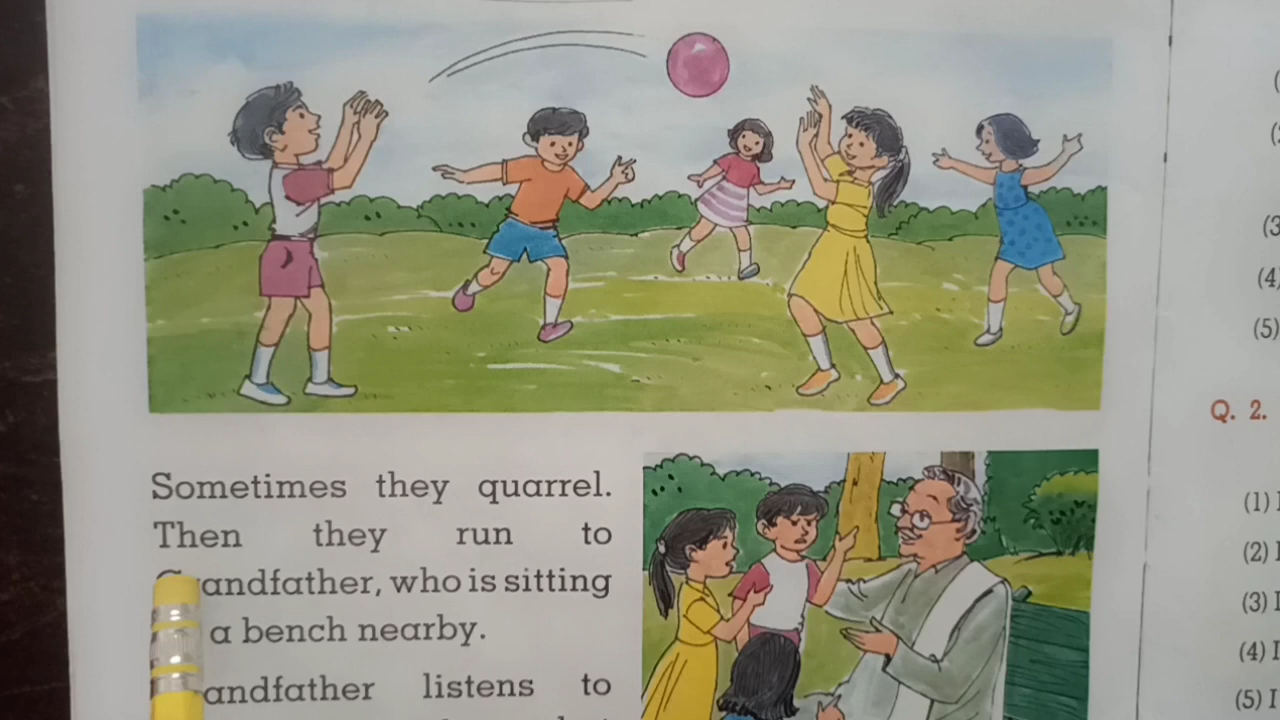 Sometimes they quarrel.
Then they run to
Grandfather, who is sitting
a bench nearby.
andfather listens to
Q. 2.
(3
(4)
(5)
(1) I
(2) I
(3) I
(4) I
(5) I